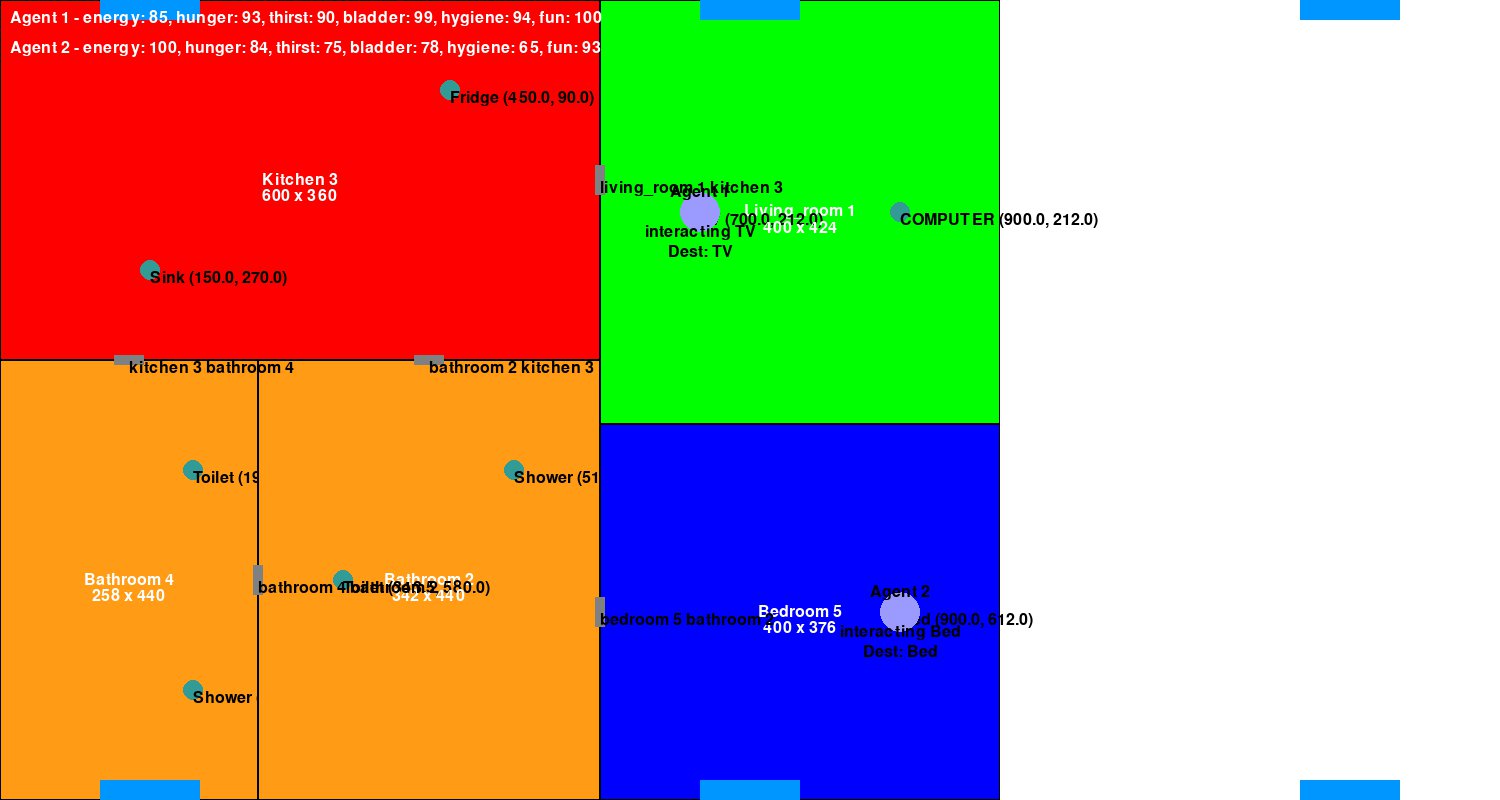 Agent 1 - energy: 85, hunger: 93, thirst: 90, bladder: 99, hygiene: 94, fun: 100
Agent 2 - energy: 100, hunger: 84, thirst: 75, bladder: 78, hygiene: 65, fun: 93
Fridge (450.0, 90.0)
Kitchen 3
600 x 360
living_room 1 kitchen 3
Agent 1
Living_room 1
(700.0, 212.0)
400 x 424
COMPUTER (900.0, 212.0)
interacting TV
Dest: TV
Sink (150.0, 270.0)
kitchen 3 bathroom 4
bathroom 2 kitchen 3
Toilet (19
Shower (51
Bathroom 4
258 x 440
Bathroom 2
342 x 440
bathroom 4 bathroom 2
580.0)
Agent 2
Bedroom 5
400 x 376
bedroom 5 bathroom
(900.0, 612.0)
interacting Bed
Dest: Bed
Shower